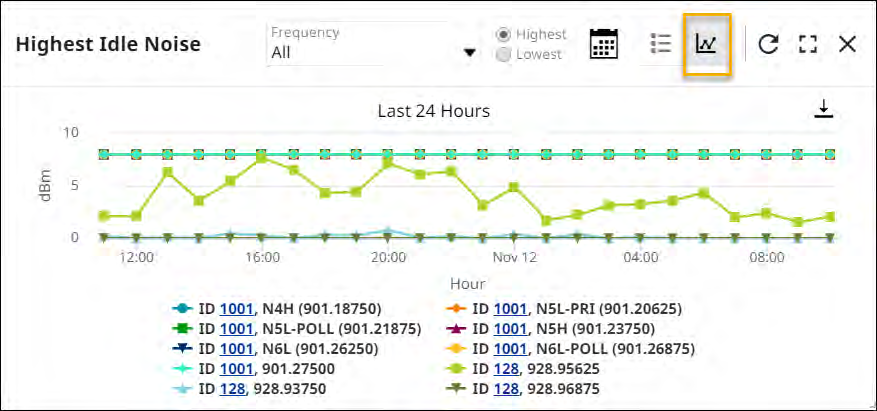 Highest Idle Noise
Frequency
All
Highest
Lowest
Last 24 Hours
10
5
0
dBm
12:00 16:00 20:00 Nov 12 04:00 08:00
Hour
ID 1001, N4H (901.18750) ID 1001, N5L-PRI (901.20625)
ID 1001, N5L-POLL (901.21875) ID 1001, N5H (901.23750)
ID 1001, N6L (901.26250) ID 1001, N6L-POLL (901.26875)
ID 1001, 901.27500 ID 128, 928.95625
ID 128, 928.93750 ID 128, 928.96875